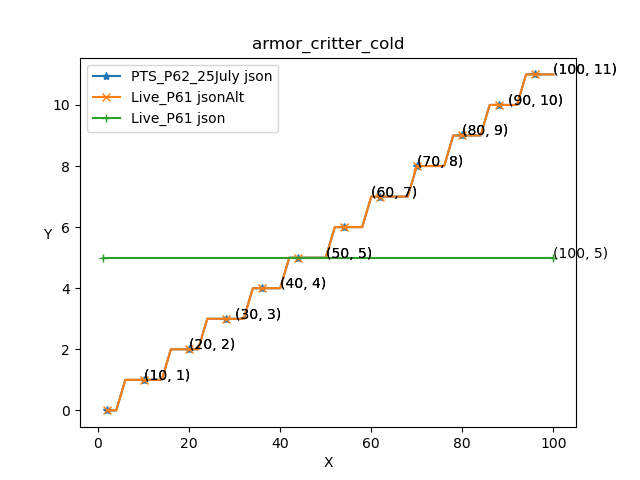 armor_critter_cold
PTS_P62_25July json
Live_P61 jsonAlt
Live_P61 json
(100, 11)
(90, 10)
(80, 9)
(70, 8)
(60, 7)
(50, 5)
(100, 5)
(40, 4)
(30, 3)
(20, 2)
(10, 1)
10
8
6
Y
4
2
0
0 20 40 60 80 100
X